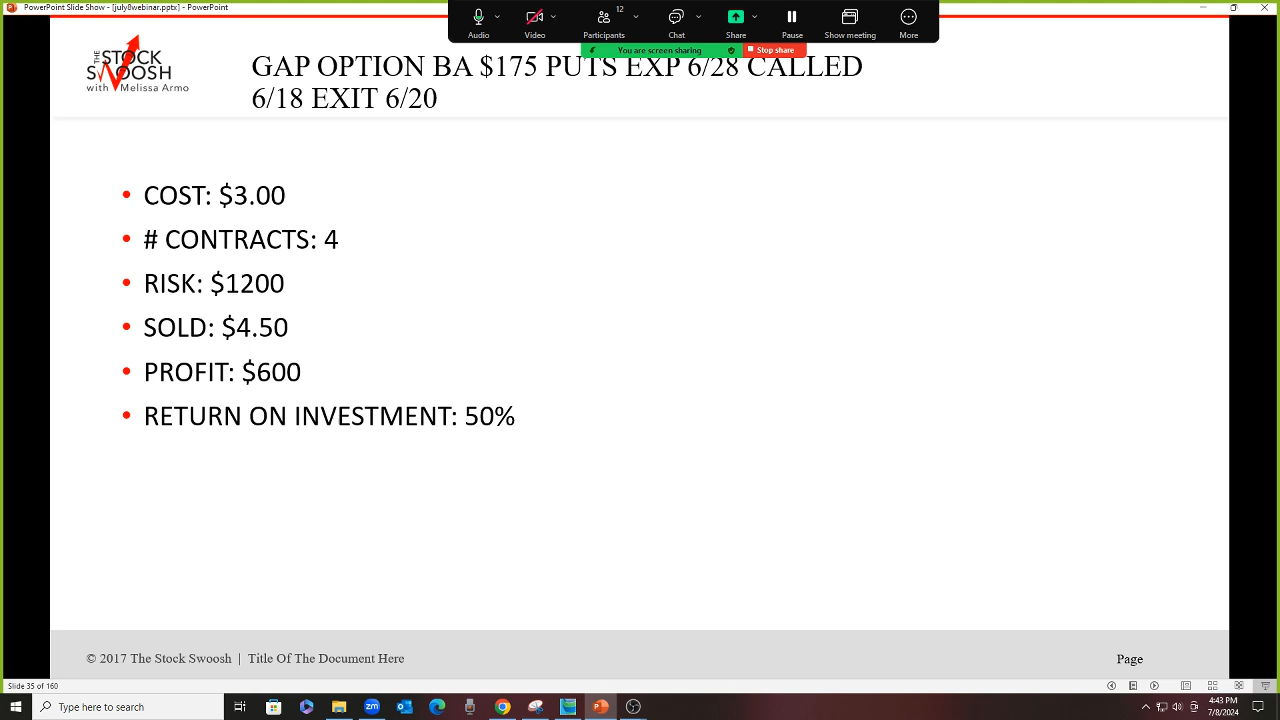 PowerPoint Slide Show - [july8webinar.pptx] - PowerPoint
12
Audio
Video
Participants
Chat
Share
Pause
Show meeting
More
You are screen sharing
Stop share
THE
STOCK
SWOOSH
with Melissa Armo
GAP OPTION BA $175 PUTS EXP 6/28 CALLED
6/18 EXIT 6/20
• COST: $3.00
• # CONTRACTS: 4
• RISK: $1200
• SOLD: $4.50
• PROFIT: $600
• RETURN ON INVESTMENT: 50%
© 2017 The Stock Swoosh | Title Of The Document Here
Page
Slide 35 of 160
Type here to search
4:43 PM
7/8/2024